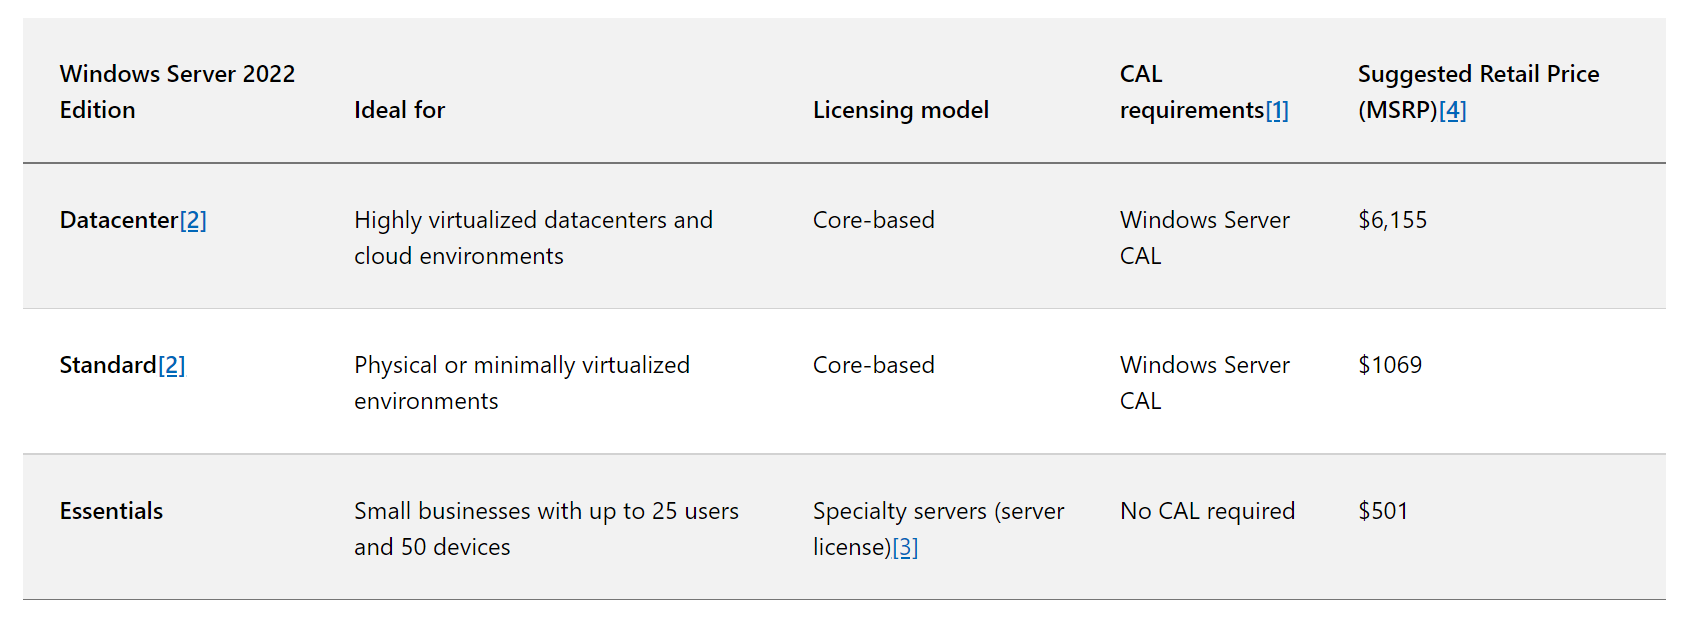 Windows Server 2022
Edition
Ideal for
Licensing model
CAL
requirements[1]
Suggested Retail Price
(MSRP)[4]
Datacenter[2]
Highly virtualized datacenters and
cloud environments
Core-based
Windows Server
CAL
$6,155
Standard[2]
Physical or minimally virtualized
environments
Core-based
Windows Server
CAL
$1069
Essentials
Small businesses with up to 25 users
and 50 devices
Specialty servers (server
license)[3]
No CAL required
$501